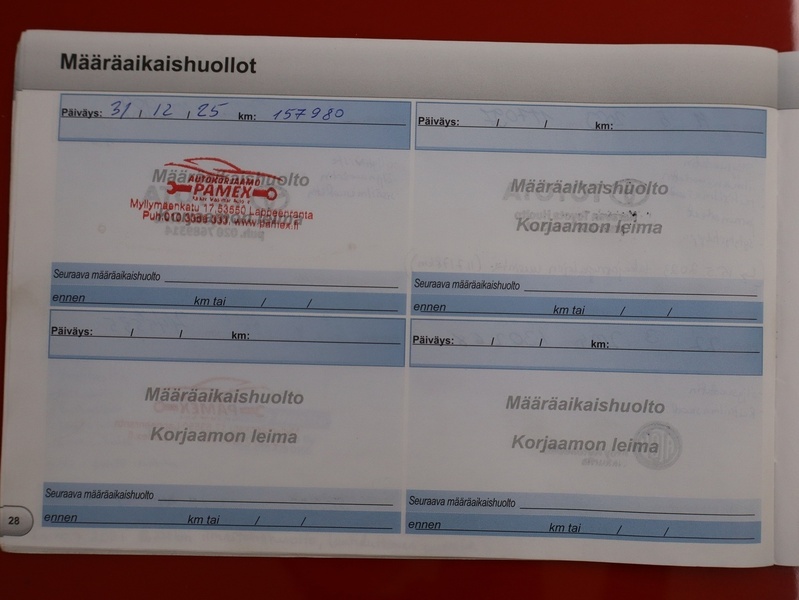 Määräaikaishuollot
Päiväys: 31 / 12 / 25 km: 157980
Määräaikaishuolto
AUTOKORJAAMO
PAMEX
Myllymäenkatu 17, 53550 Lappeenranta
www.pamex.fi
Seuraava määräaikaishuolto
ennen km tai / /
Päiväys: / / km:
Määräaikaishuolto
Korjaamon leima
Seuraava määräaikaishuolto
ennen km tai / /
Päiväys: / / km:
Määräaikaishuolto
Korjaamon leima
Seuraava määräaikaishuolto
ennen km tai / /
Päiväys: / / km:
Määräaikaishuolto
Korjaamon leima
Seuraava määräaikaishuolto
ennen km tai / /
28